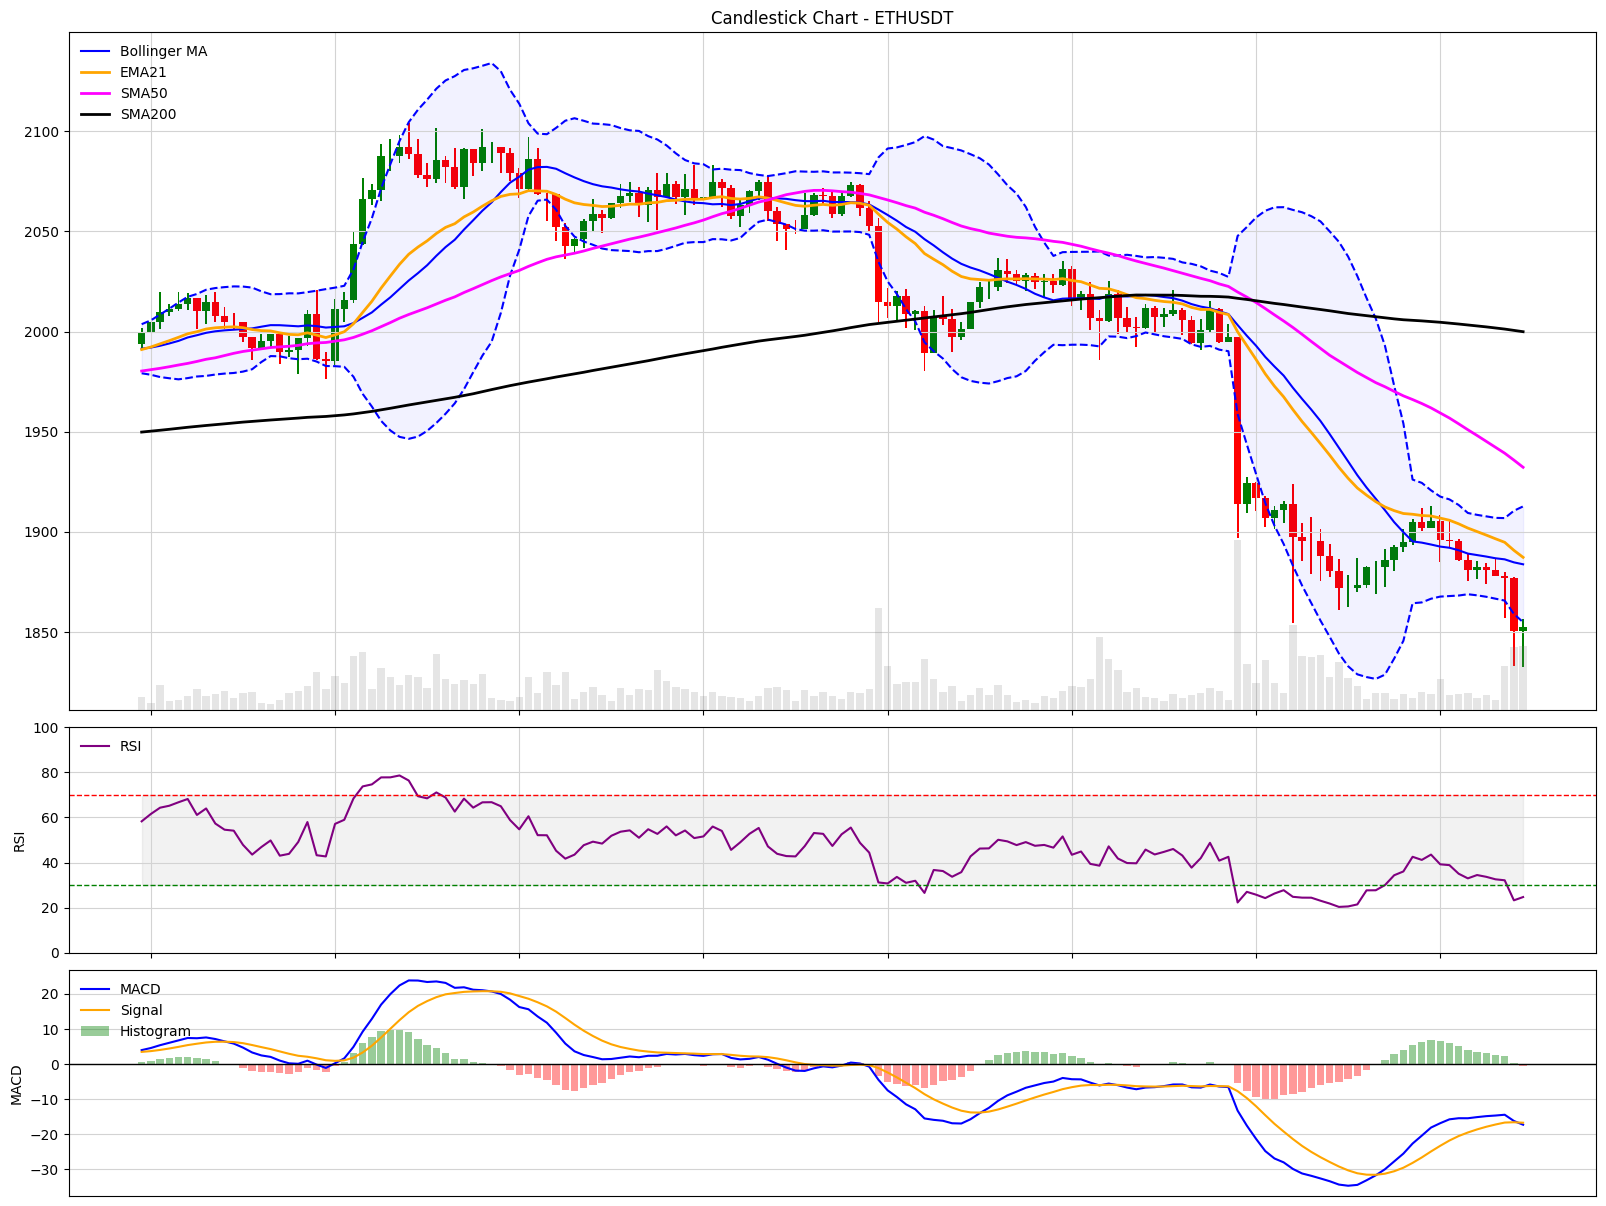 Candlestick Chart - ETHUSDT
Bollinger MA
EMA21
SMA50
SMA200
2100
2050
2000
1950
1900
1850
RSI
100
80
60
40
20
0
RSI
MACD
Signal
Histogram
20
10
0
−10
−20
−30
MACD